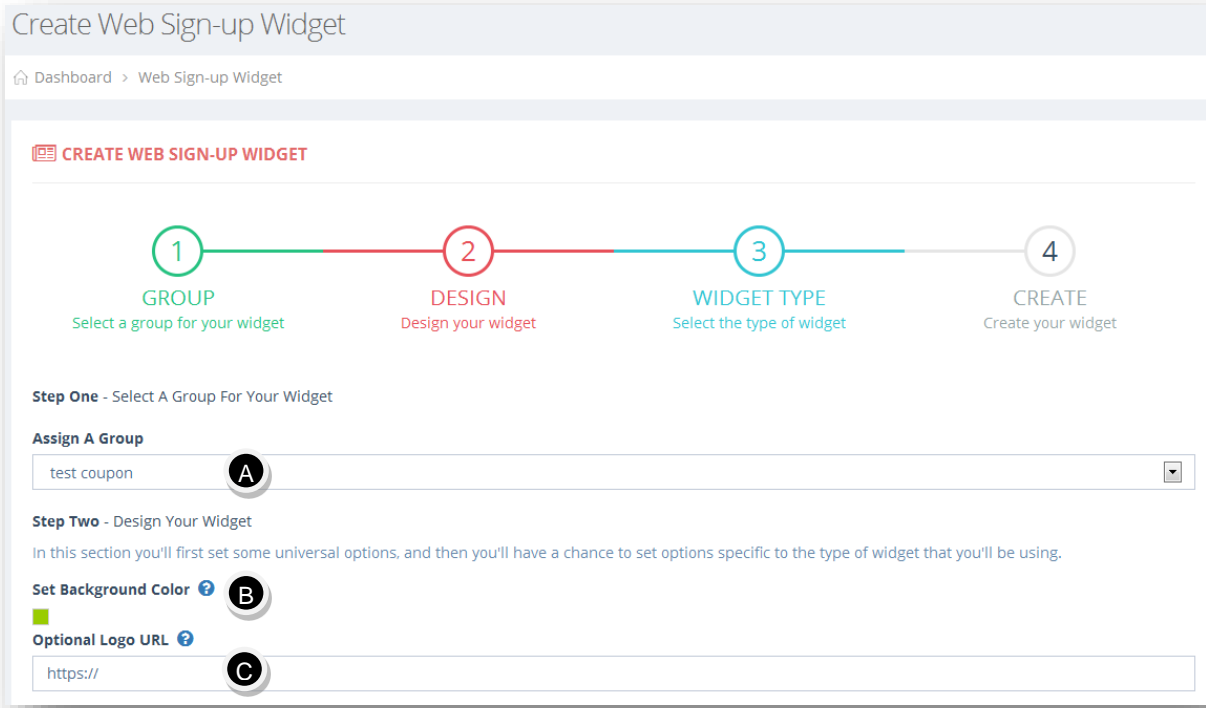 Create Web Sign-up Widget
Dashboard > Web Sign-up Widget
CREATE WEB SIGN-UP WIDGET
1 2 3 4
GROUP DESIGN WIDGET TYPE CREATE
Select a group for your widget Design your widget Select the type of widget Create your widget
Step One - Select A Group For Your Widget
Assign A Group
test coupon A
Step Two - Design Your Widget
In this section you'll first set some universal options, and then you'll have a chance to set options specific to the type of widget that you'll be using.
Set Background Color ? B
Optional Logo URL ?
https:// C